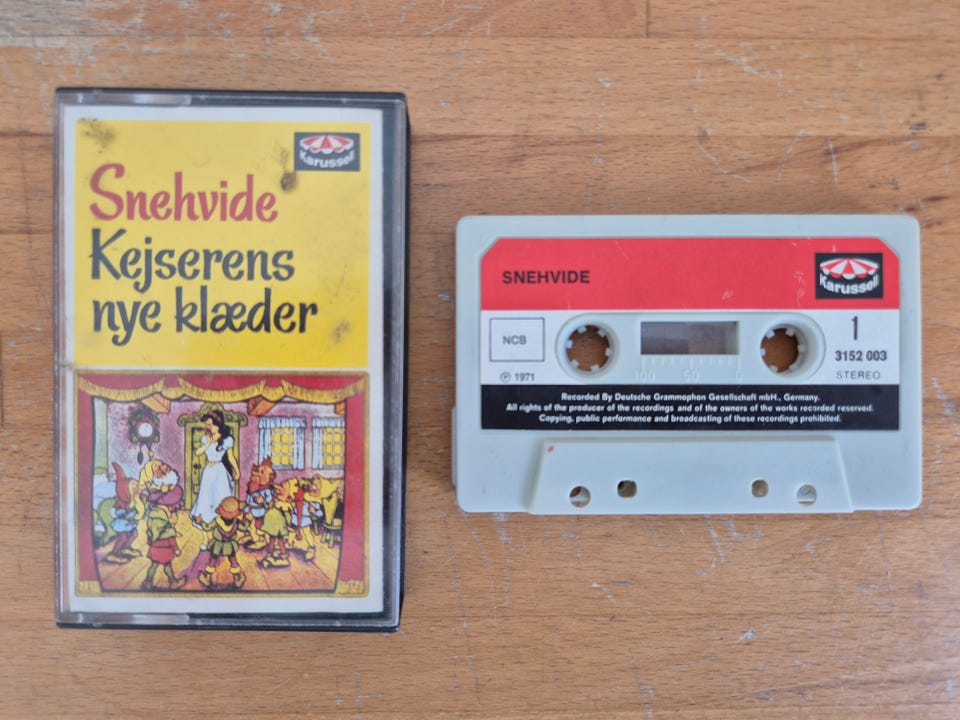 Karussell
Snehvide
Kejserens
nye klæder
SNEHVIDE
Karussell
NCB
1
3152 003
℗ 1971
100 50 0
STEREO
Recorded By Deutsche Grammophon Gesellschaft mbH., Germany.
All rights of the producer of the recordings and of the owners of the works recorded reserved.
Copying, public performance and broadcasting of these recordings prohibited.